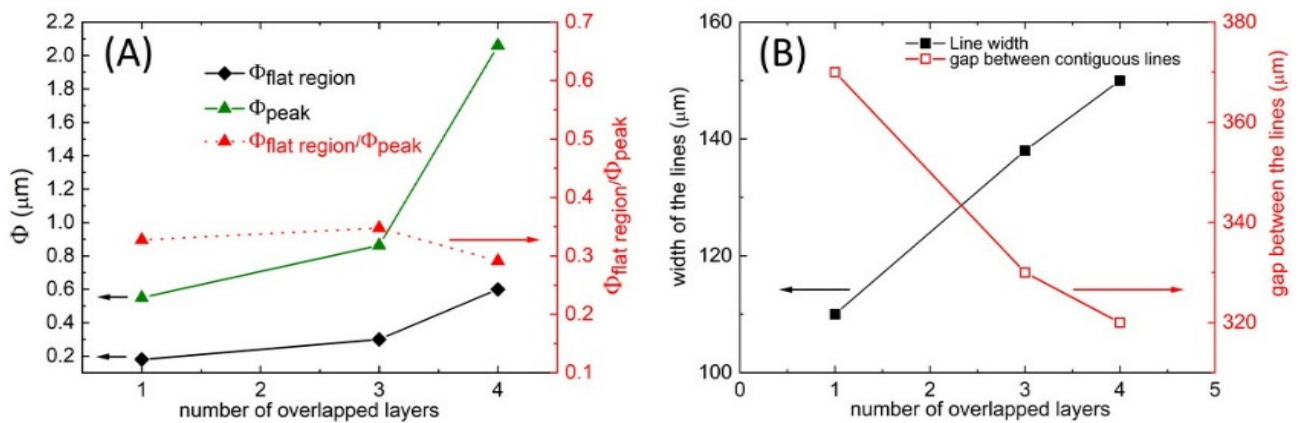 (A)
Φflat region
Φpeak
Φflat region/Φpeak
2.2
2.0
1.8
1.6
1.4
1.2
1.0
0.8
0.6
0.4
0.2
Φ (μm)
0.7
0.6
0.5
0.4
0.3
0.2
0.1
Φflat region/Φpeak
1 2 3 4
number of overlapped layers
(B)
Line width
gap between contiguous lines
160
140
120
100
width of the lines (μm)
380
360
340
320
gap between the lines (μm)
0 1 2 3 4 5
number of overlapped layers